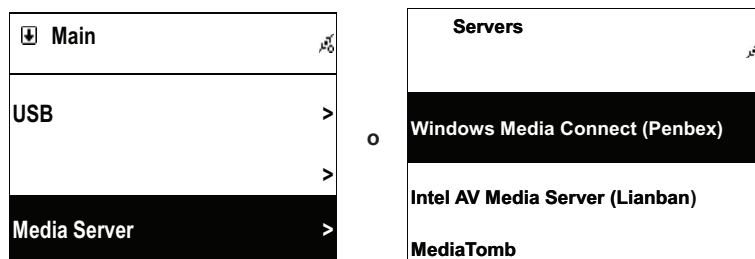 Main
USB >
>
Media Server >
o
Servers
Windows Media Connect (Penbex)
Intel AV Media Server (Lianban)
MediaTomb